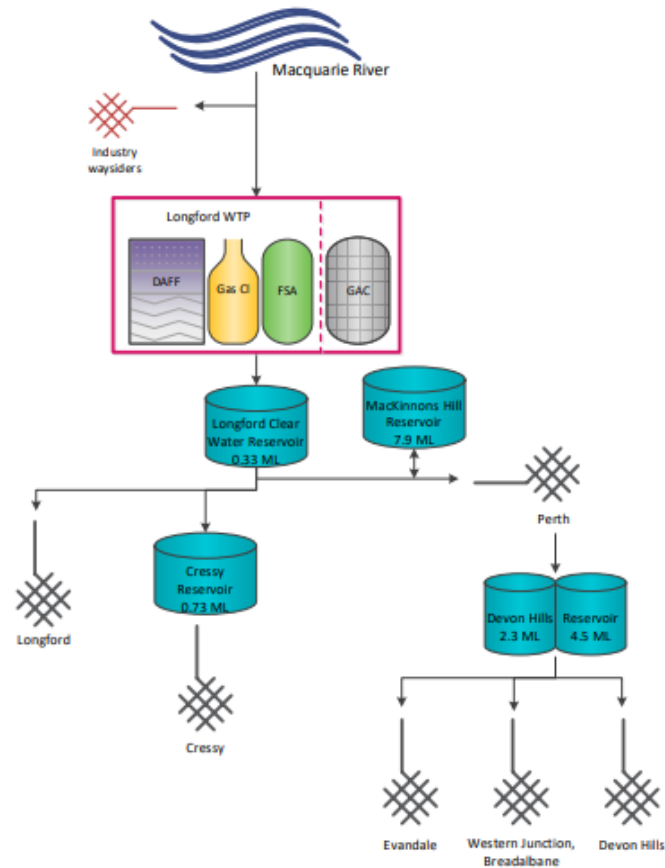 Macquarie River
Industry
waysiders
Longford WTP
DAFF
Gas Cl
FSA
GAC
Longford Clear
Water Reservoir
0.33 ML
MacKinnons Hill
Reservoir
7.9 ML
Perth
Cressy
Reservoir
0.73 ML
Devon Hills
2.3 ML
Reservoir
4.5 ML
Longford
Cressy
Evandale
Western Junction,
Breadalbane
Devon Hills